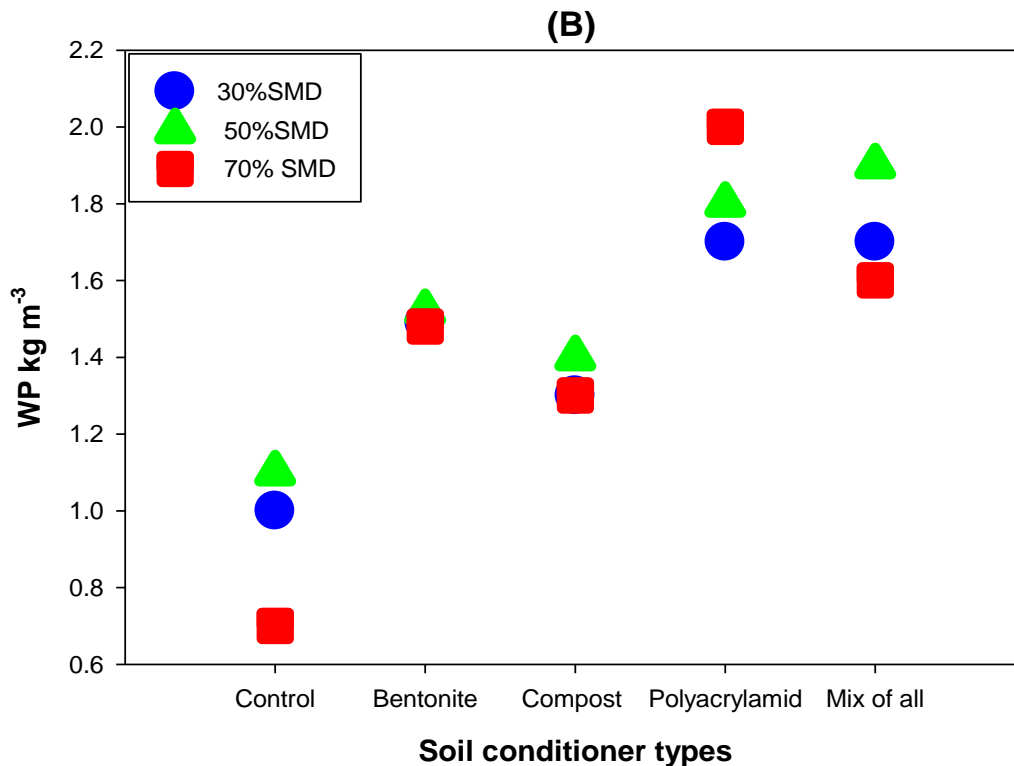 (B)
2.2
2.0
1.8
1.6
1.4
1.2
1.0
0.8
0.6
WP kg m⁻³
30%SMD
50%SMD
70% SMD
Control Bentonite Compost Polyacrylamid Mix of all
Soil conditioner types